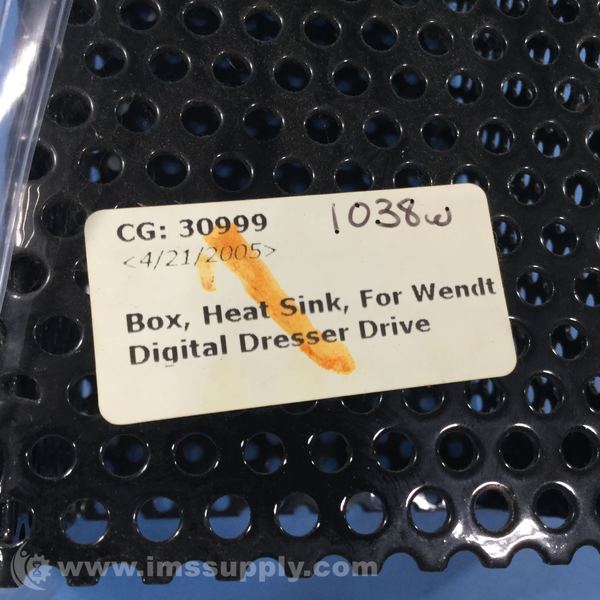 CG: 30999 1038w
<4/21/2005>
Box, Heat Sink, For Wendt
Digital Dresser Drive
www.imssupply.com